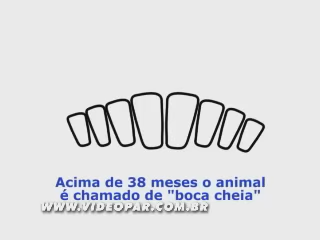 Acima de 38 meses o animal
é chamado de "boca cheia"
WWW.VIDEOPAR.COM.BR